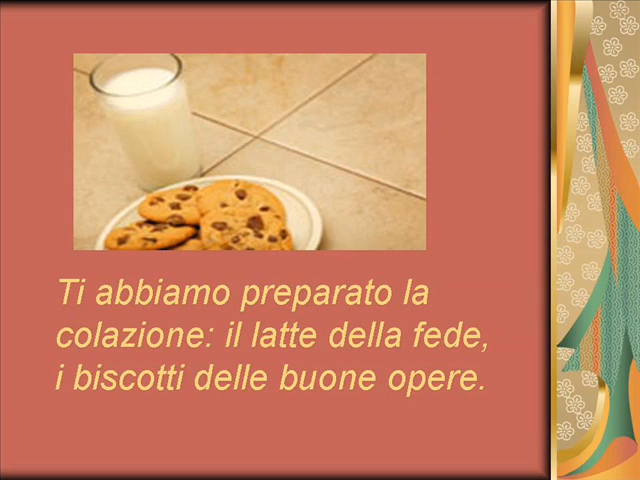 Ti abbiamo preparato la
colazione: il latte della fede,
i biscotti delle buone opere.